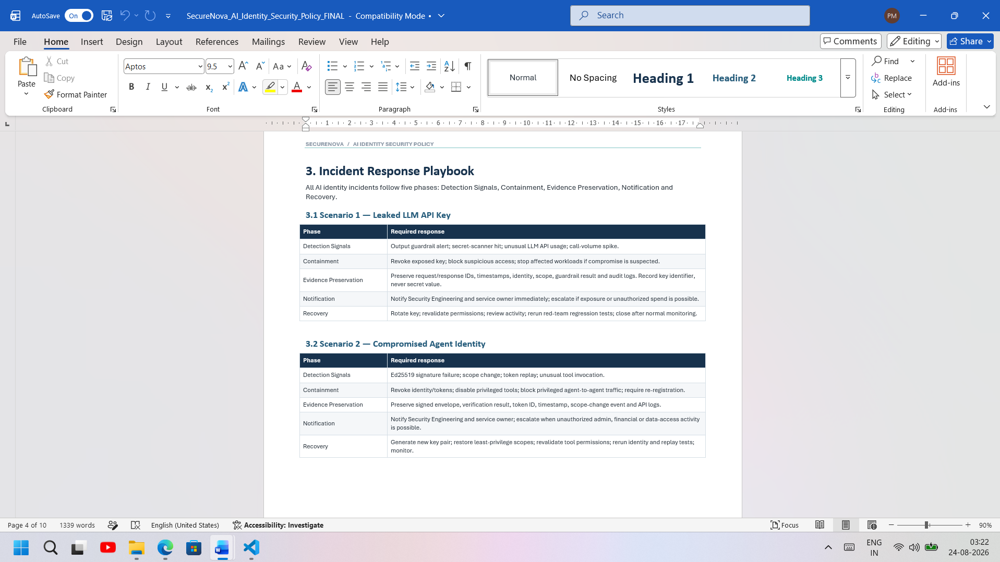 AutoSave On SecureNova_AI_Identity_Security_Policy_FINAL - Compatibility Mode • Search PM
File Home Insert Design Layout References Mailings Review View Help Comments Editing Share
Paste Cut Copy Format Painter
Aptos 9.5 Aa
B I U ab x2 x2 A A
Normal No Spacing Heading 1 Heading 2 Heading 3
Find Replace Select
Add-ins
Clipboard Font Paragraph Styles Editing Add-ins
1 2 3 4 5 6 7 8 9 10 11 12 13 14 15 16 17
SECURENOVA / AI IDENTITY SECURITY POLICY
3. Incident Response Playbook
All AI identity incidents follow five phases: Detection Signals, Containment, Evidence Preservation, Notification and
Recovery.
3.1 Scenario 1 — Leaked LLM API Key
Phase Required response
Detection Signals Output guardrail alert; secret-scanner hit; unusual LLM API usage; call-volume spike.
Containment Revoke exposed key; block suspicious access; stop affected workloads if compromise is suspected.
Evidence Preservation Preserve request/response IDs, timestamps, identity, scope, guardrail result and audit logs. Record key identifier,
never secret value.
Notification Notify Security Engineering and service owner immediately; escalate if exposure or unauthorized spend is possible.
Recovery Rotate key; revalidate permissions; review activity; rerun red-team regression tests; close after normal monitoring.
3.2 Scenario 2 — Compromised Agent Identity
Phase Required response
Detection Signals Ed25519 signature failure; scope change; token replay; unusual tool invocation.
Containment Revoke identity/tokens; disable privileged tools; block privileged agent-to-agent traffic; require re-registration.
Evidence Preservation Preserve signed envelope, verification result, token ID, timestamp, scope-change event and API logs.
Notification Notify Security Engineering and service owner; escalate when unauthorized admin, financial or data-access activity
is possible.
Recovery Generate new key pair; restore least-privilege scopes; revalidate tool permissions; rerun identity and replay tests;
monitor.
Page 4 of 10 1339 words English (United States) Accessibility: Investigate Focus 90%
ENG
IN
03:22
24-08-2026